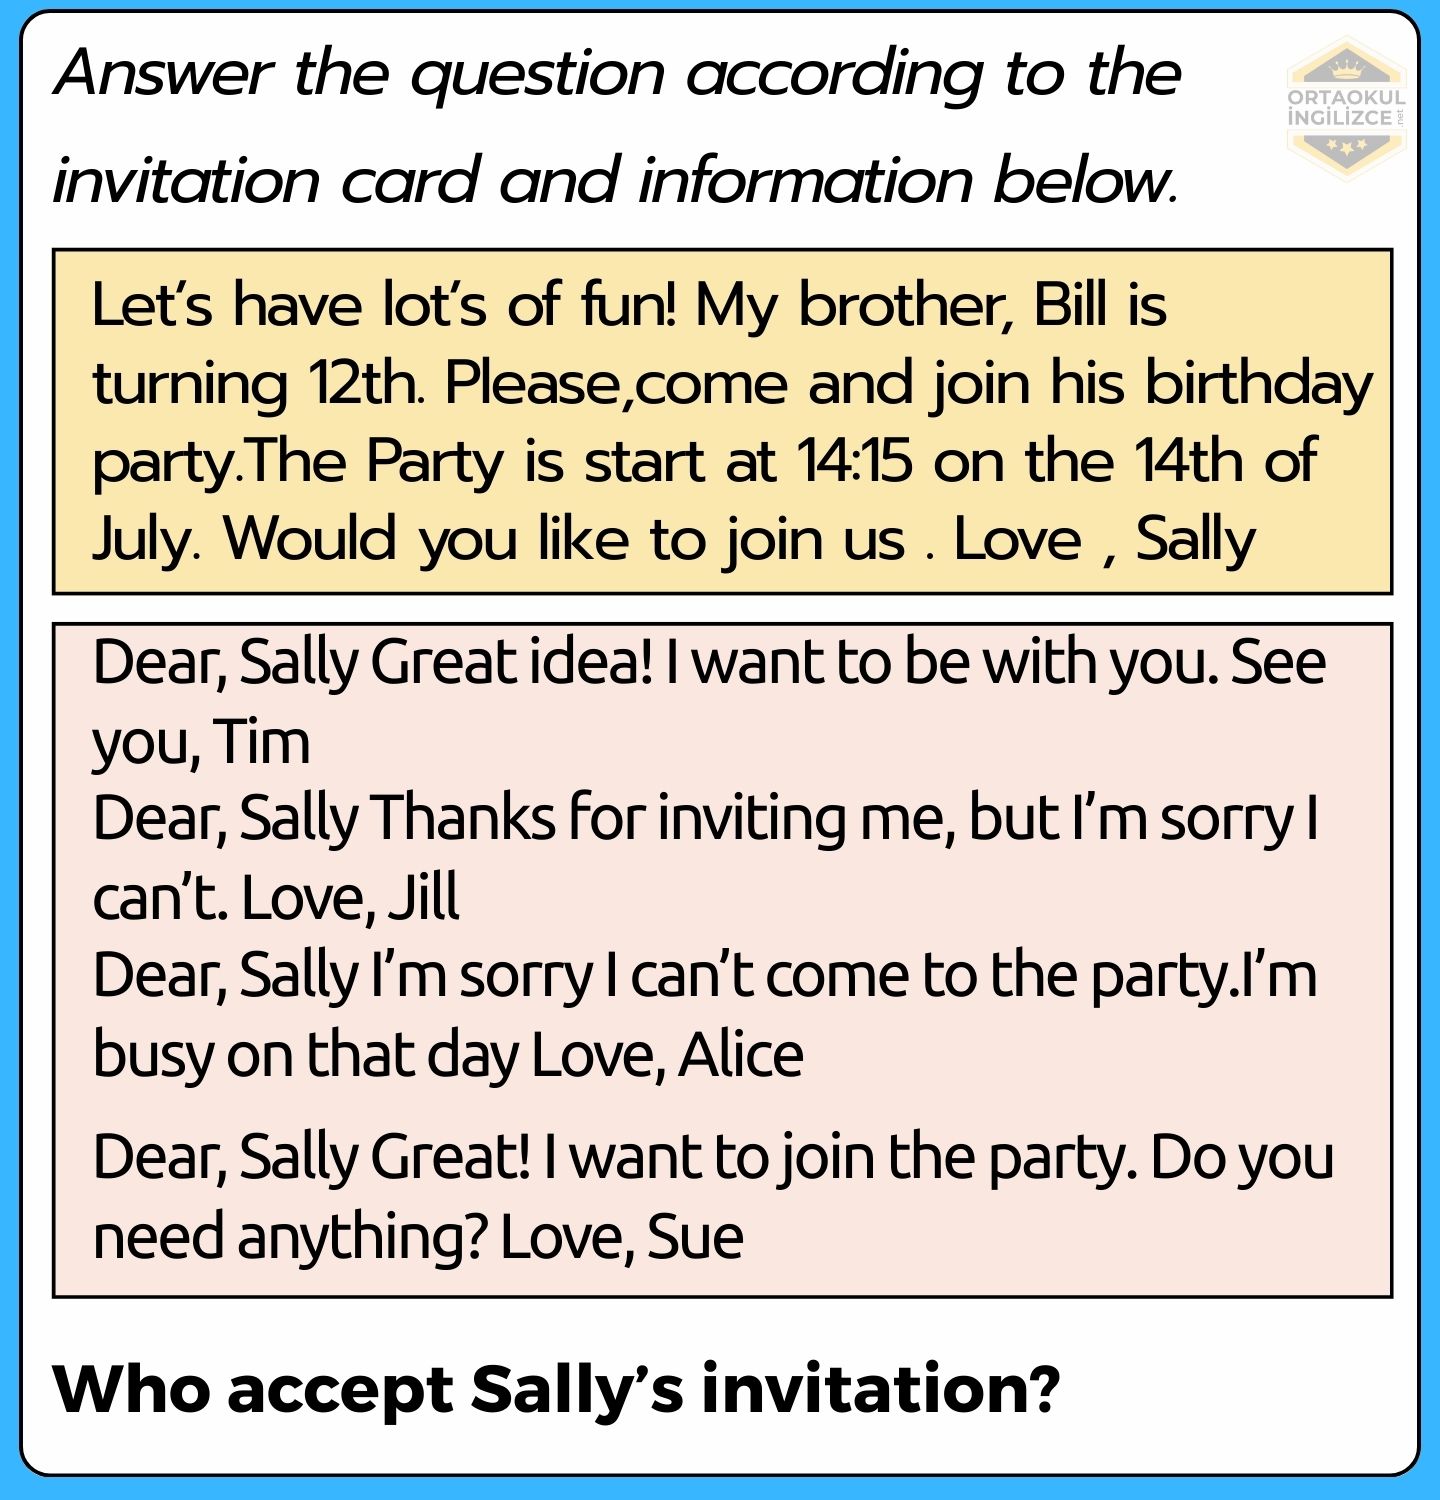 Answer the question according to the
invitation card and information below.
ORTAOKUL
İNGİLİZCE
.net
Let's have lot's of fun! My brother, Bill is
turning 12th. Please,come and join his birthday
party.The Party is start at 14:15 on the 14th of
July. Would you like to join us . Love , Sally
Dear, Sally Great idea! I want to be with you. See
you, Tim
Dear, Sally Thanks for inviting me, but I'm sorry I
can't. Love, Jill
Dear, Sally I'm sorry I can't come to the party.I'm
busy on that day Love, Alice
Dear, Sally Great! I want to join the party. Do you
need anything? Love, Sue
Who accept Sally's invitation?